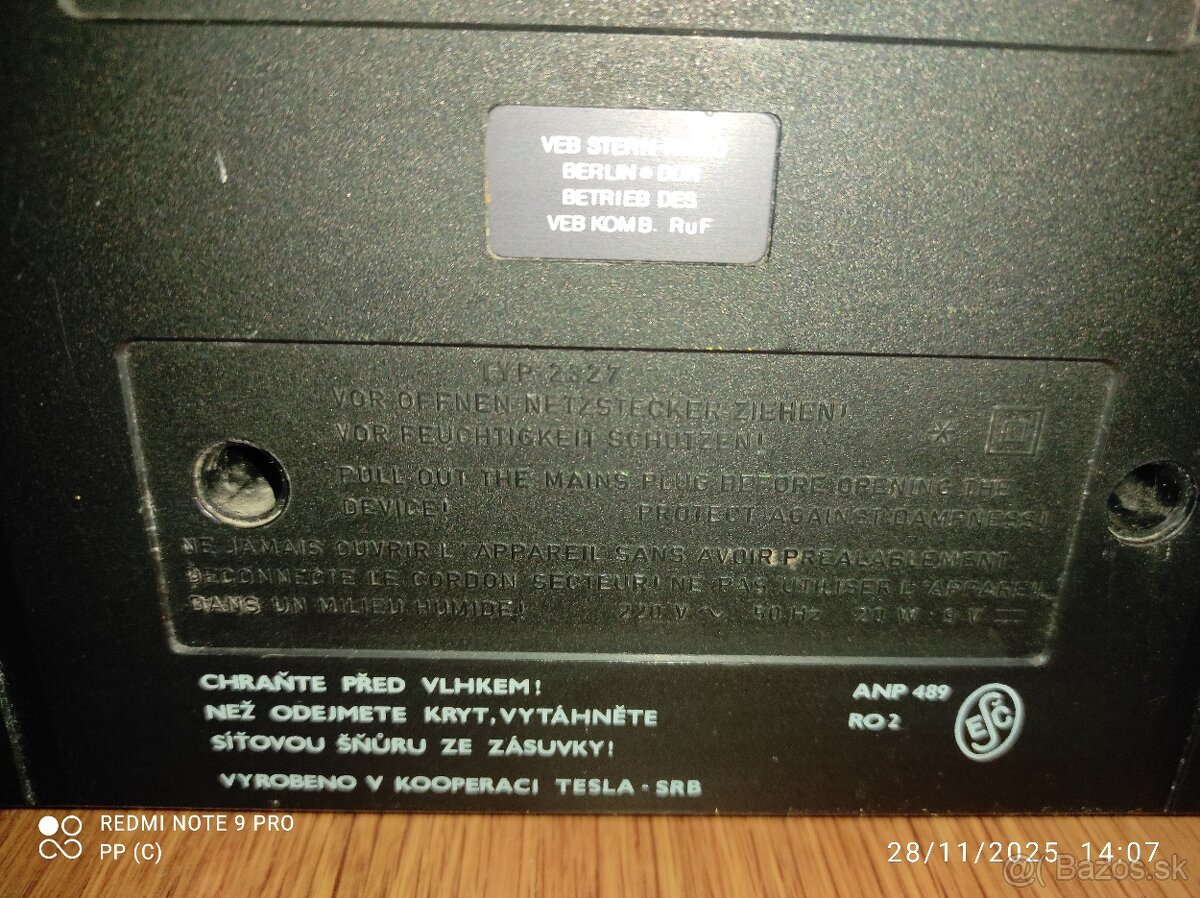 VEB STERN-
BERLIN • DDR
BETRIEB DES
VEB KOMB. RuF
TYP 2827
VOR ÖFFNEN NETZSTECKER ZIEHEN!
VOR FEUCHTIGKEIT SCHÜTZEN!
PULL OUT THE MAINS PLUG BEFORE OPENING THE
DEVICE! PROTECT AGAINST DAMPNESS!
NE JAMAIS OUVRIR L'APPAREIL SANS AVOIR PREALABLEMENT
DECONNECTE LE CORDON SECTEUR! NE PAS UTILISER L'APPAREIL
DANS UN MILIEU HUMIDE! 220 V ~ 50 Hz 20 W 9 V
CHRAŇTE PŘED VLHKEM!
NEŽ ODEJMETE KRYT, VYTÁHNĚTE
SÍŤOVOU ŠŇŮRU ZE ZÁSUVKY!
VYROBENO V KOOPERACI TESLA - SRB
ANP 489
RO 2
ESČ
REDMI NOTE 9 PRO
PP (C)
28/11/2025 14:07
Bazos.sk